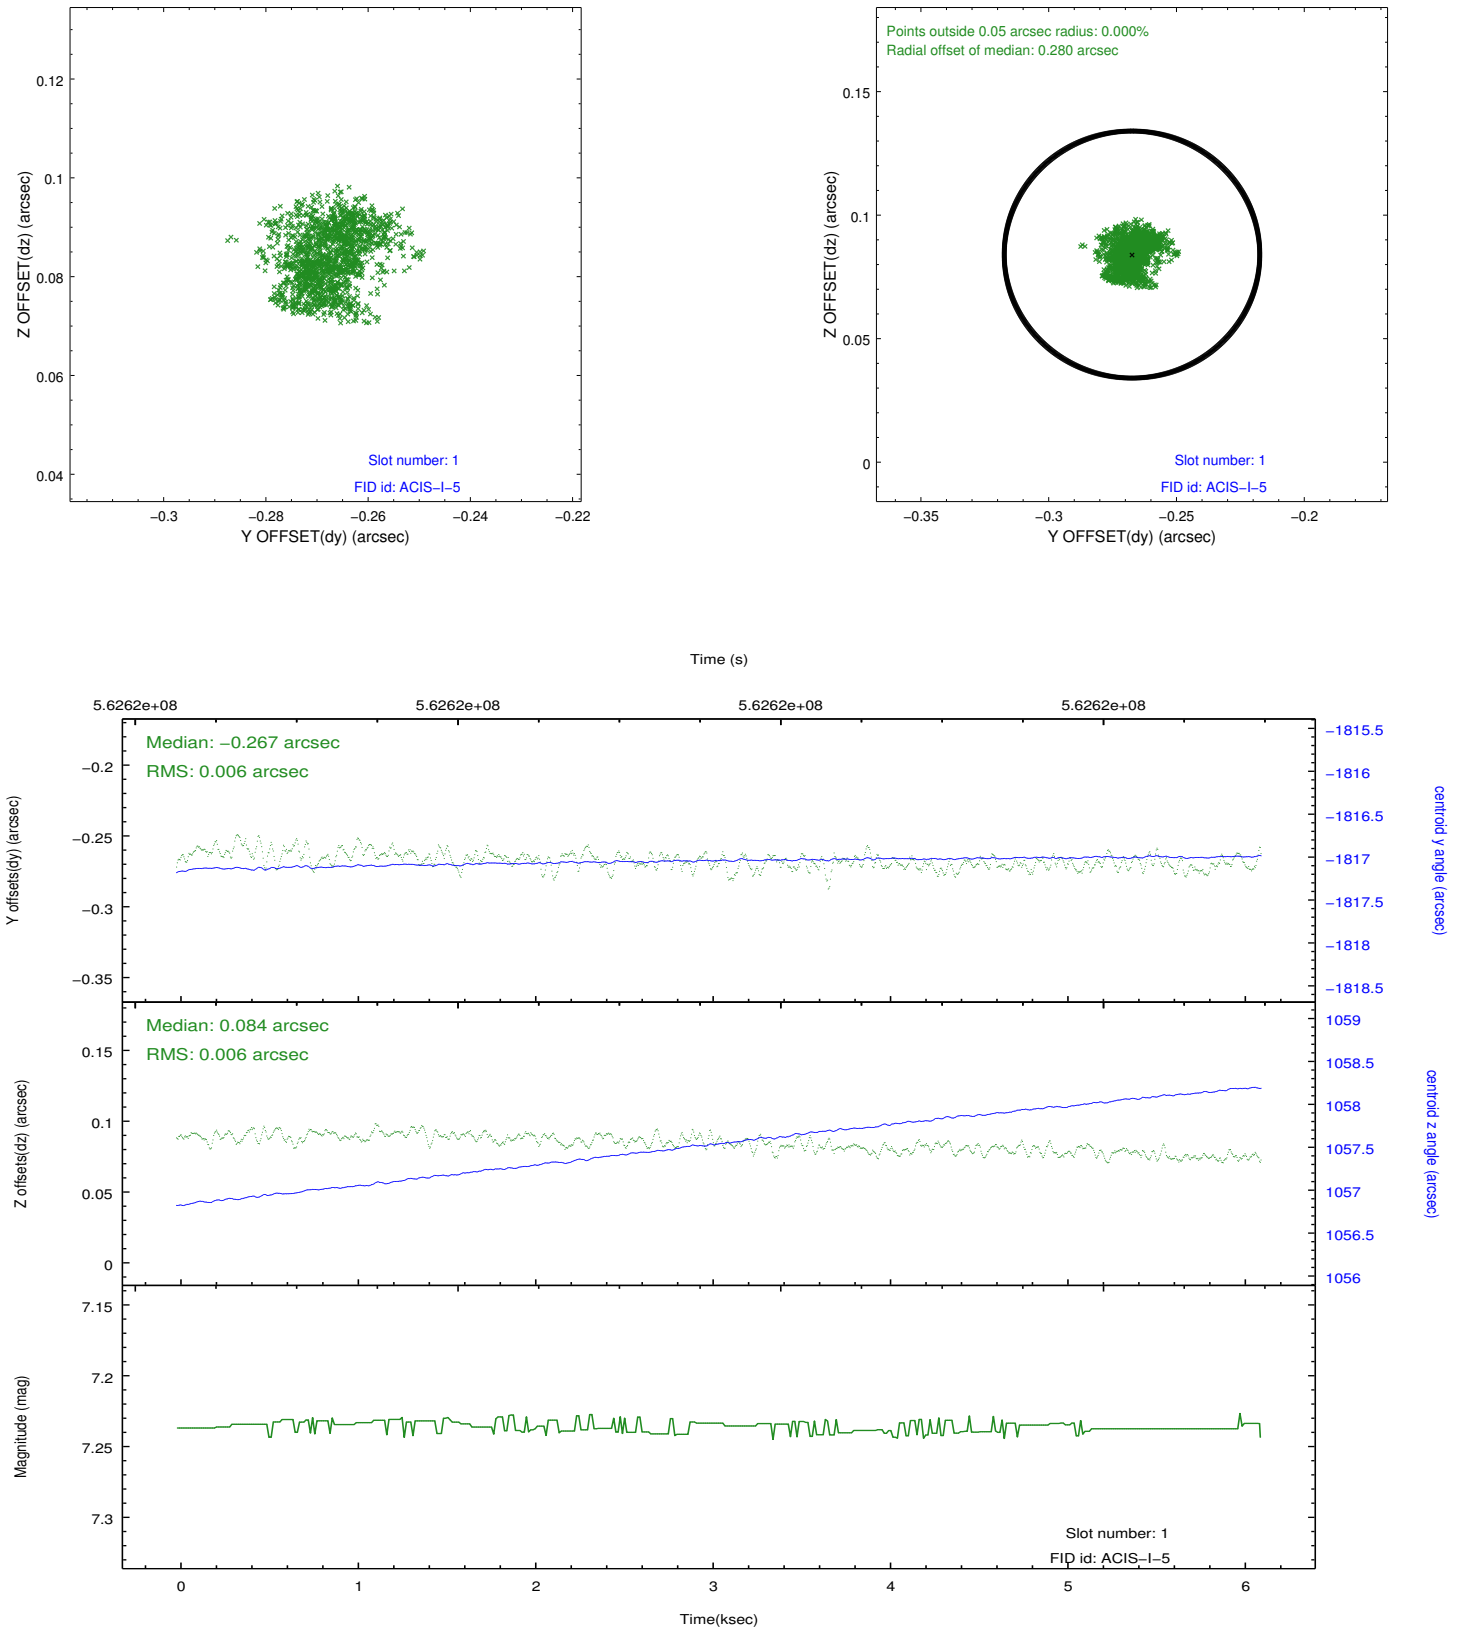 0.12
0.1
0.08
0.06
0.04
Z OFFSET(dz) (arcsec)
−0.3 −0.28 −0.26 −0.24 −0.22
Y OFFSET(dy) (arcsec)
Slot number: 1
FID id: ACIS−I−5
Points outside 0.05 arcsec radius: 0.000%
Radial offset of median: 0.280 arcsec
0.15
0.1
0.05
0
Z OFFSET(dz) (arcsec)
−0.35 −0.3 −0.25 −0.2
Y OFFSET(dy) (arcsec)
Slot number: 1
FID id: ACIS−I−5
Time (s)
5.6262e+08 5.6262e+08 5.6262e+08 5.6262e+08
Median: −0.267 arcsec
RMS: 0.006 arcsec
−0.2
−0.25
−0.3
−0.35
Y offsets(dy) (arcsec)
−1815.5
−1816
−1816.5
−1817
−1817.5
−1818
−1818.5
centroid y angle (arcsec)
Median: 0.084 arcsec
RMS: 0.006 arcsec
0.15
0.1
0.05
0
Z offsets(dz) (arcsec)
1059
1058.5
1058
1057.5
1057
1056.5
1056
centroid z angle (arcsec)
7.15
7.2
7.25
7.3
Magnitude (mag)
Slot number: 1
FID id: ACIS−I−5
0 1 2 3 4 5 6
Time(ksec)